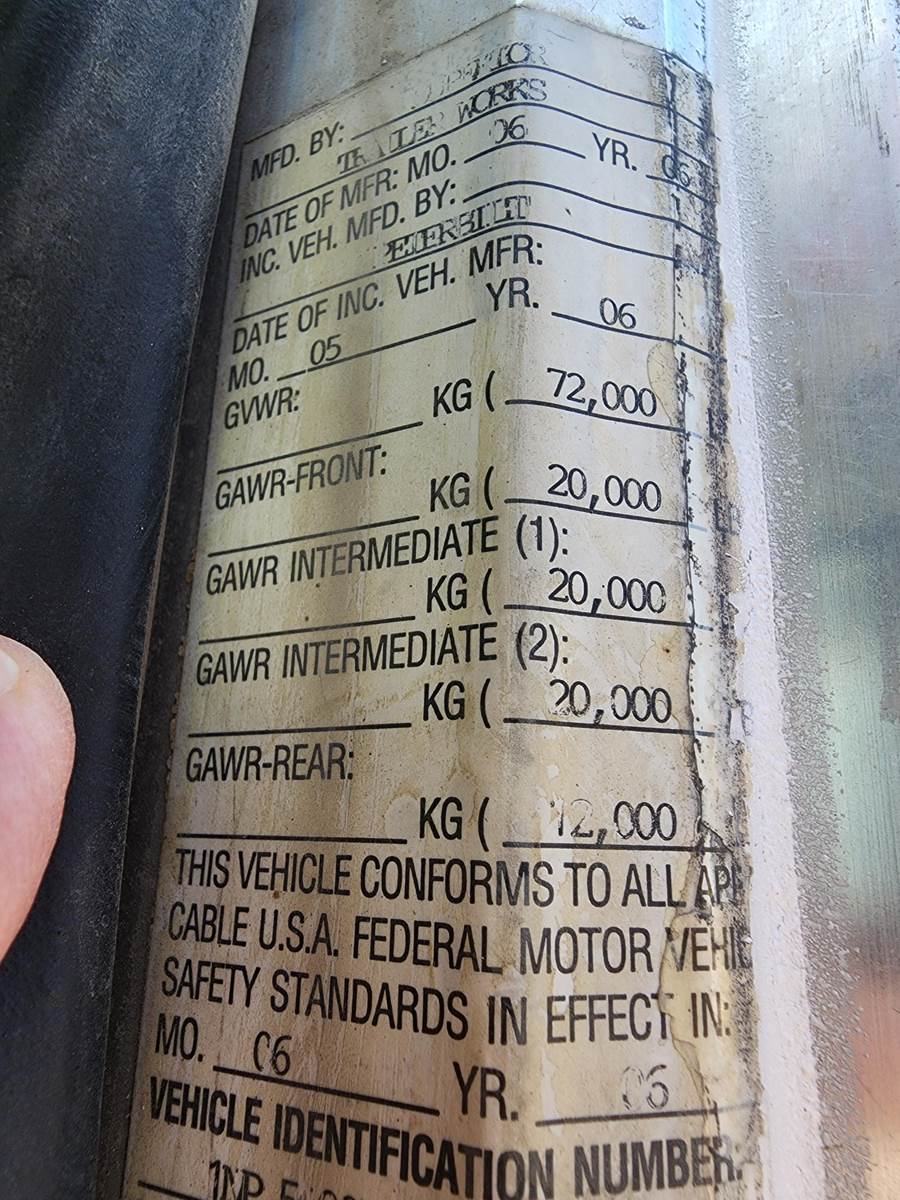 MFD. BY:
TRAILER WORKS
DATE OF MFR: MO. 06 YR. 06
INC. VEH. MFD. BY:
PETERBILT
DATE OF INC. VEH. MFR:
MO. 05 YR. 06
GVWR:
KG ( 72,000
GAWR-FRONT:
KG ( 20,000
GAWR INTERMEDIATE (1):
KG ( 20,000
GAWR INTERMEDIATE (2):
KG ( 20,000
GAWR-REAR:
KG ( 12,000
THIS VEHICLE CONFORMS TO ALL
CABLE U.S.A. FEDERAL MOTOR
SAFETY STANDARDS IN EFFECT IN:
MO. 06 YR. 06
VEHICLE IDENTIFICATION NUMBER: